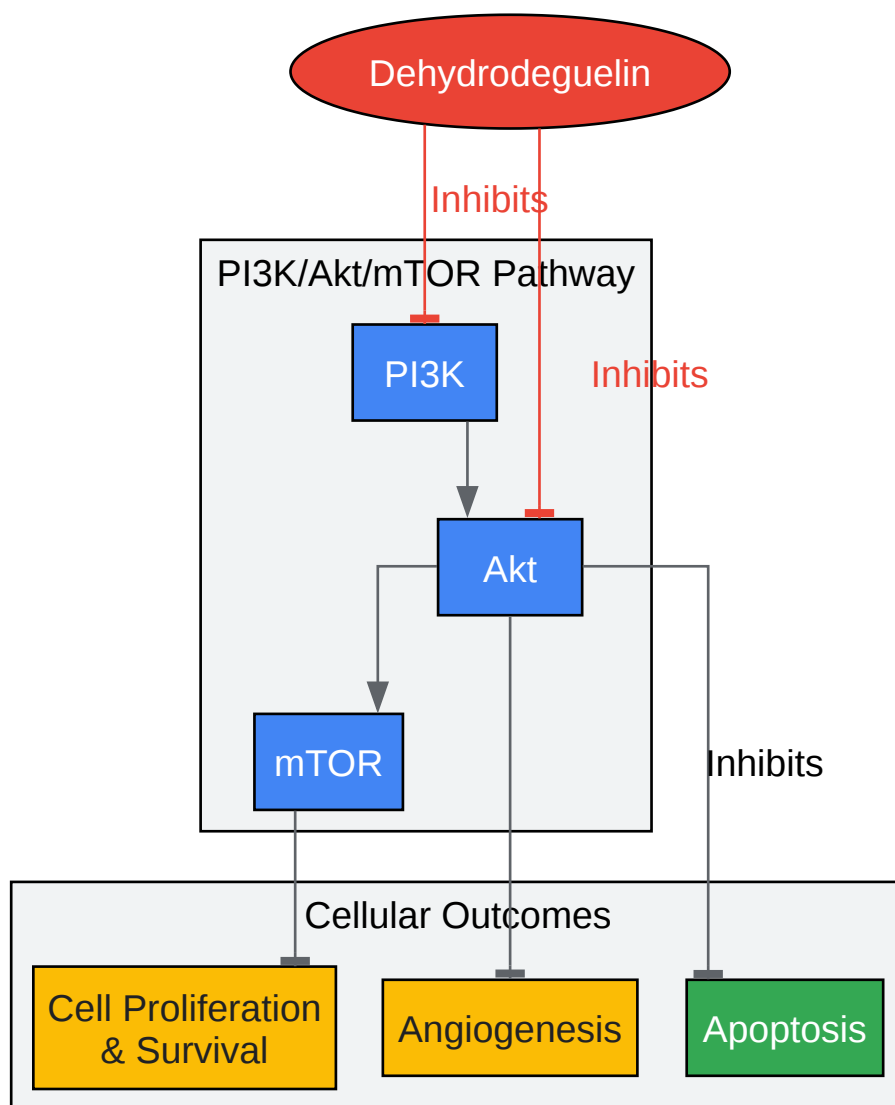 Dehydrodeguelin
Inhibits
PI3K/Akt/mTOR Pathway
PI3K
Inhibits
Akt
mTOR
Inhibits
Cellular Outcomes
Cell Proliferation
& Survival
Angiogenesis
Apoptosis